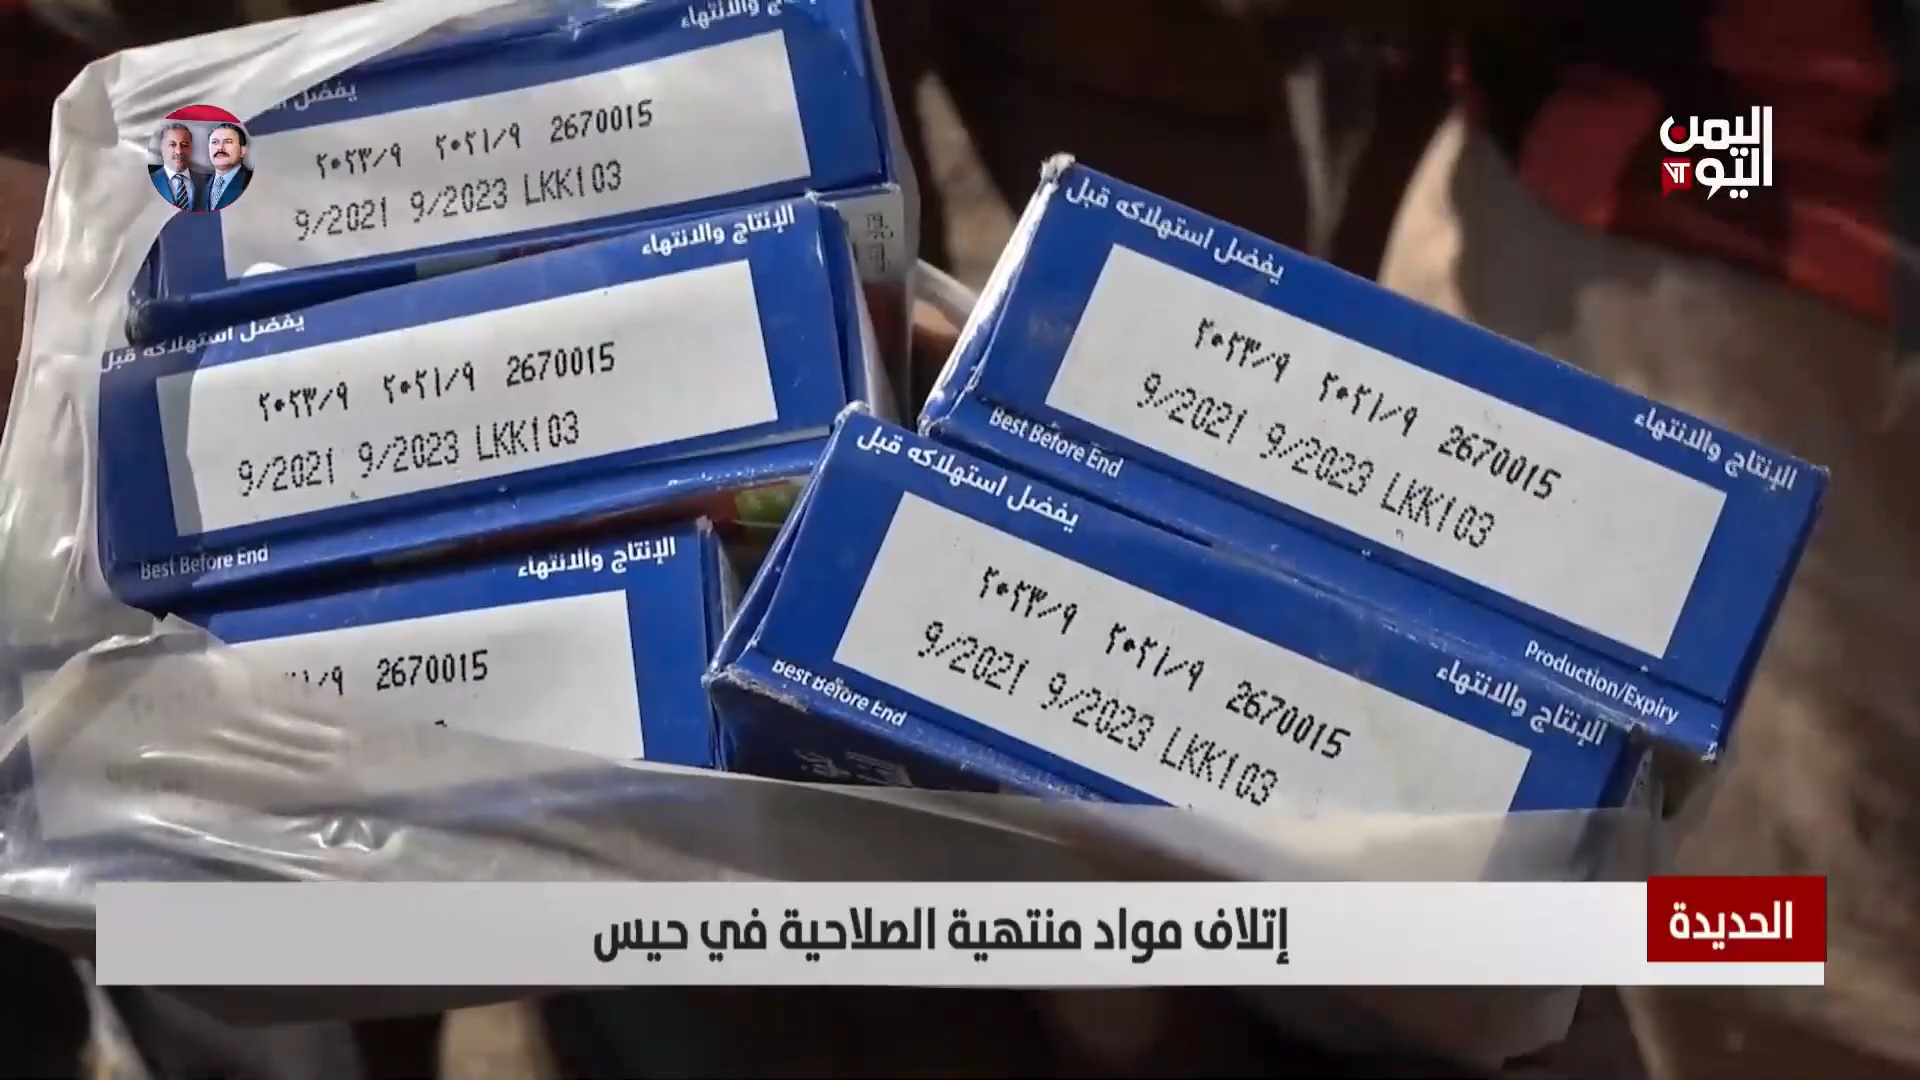 والانتهاء
يفضل
٢٠٢٣/٩ ٢٠٢١/٩ 2670015
9/2021 9/2023 LKK103
الإنتاج والانتهاء
يفضل استهلاكه قبل
٢٠٢٣/٩ ٢٠٢١/٩ 2670015
9/2021 9/2023 LKK103
Best Before End
الإنتاج والانتهاء
2670015
يفضل استهلاكه قبل
الإنتاج والانتهاء
٢٠٢٣/٩ ٢٠٢١/٩ 2670015
9/2021 9/2023 LKK103
Best Before End
Production/Expiry
يفضل استهلاكه قبل
الإنتاج والانتهاء
٢٠٢٣/٩ ٢٠٢١/٩ 2670015
9/2021 9/2023 LKK103
Best Before End
اليمن
اليوم
YT
الحديدة
إتلاف مواد منتهية الصلاحية في حيس